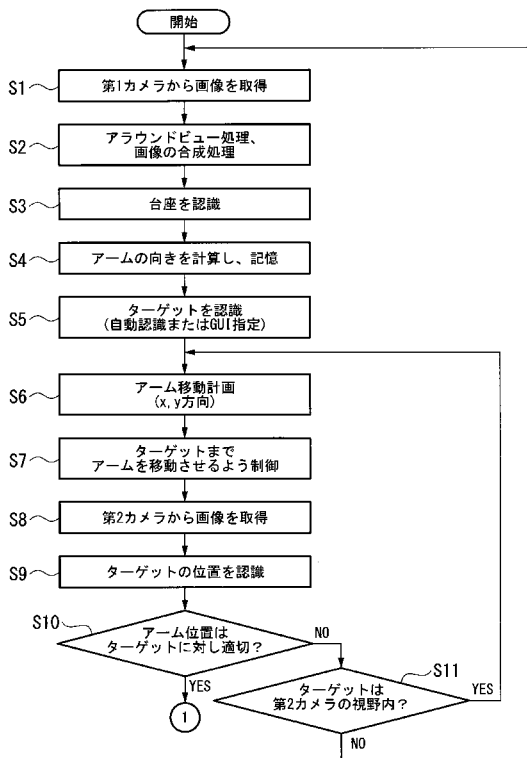 開始
S1
第1カメラから画像を取得
S2
アラウンドビュー処理、
画像の合成処理
S3
台座を認識
S4
アームの向きを計算し、記憶
S5
ターゲットを認識
(自動認識またはGUI指定)
S6
アーム移動計画
(x, y方向)
S7
ターゲットまで
アームを移動させるよう制御
S8
第2カメラから画像を取得
S9
ターゲットの位置を認識
S10
アーム位置は
ターゲットに対し適切？
NO
YES
1
S11
ターゲットは
第2カメラの視野内？
YES
NO